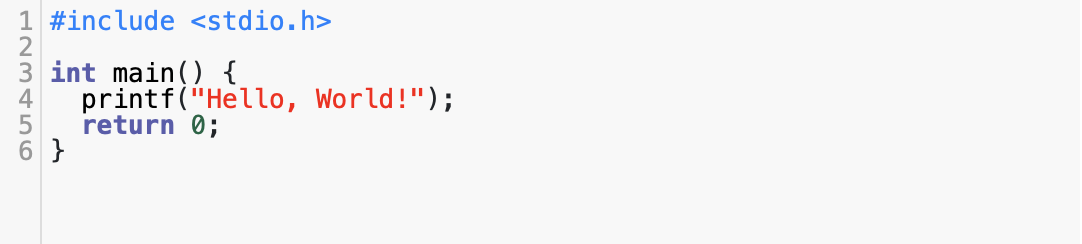 1 #include <stdio.h>
2
3 int main() {
4   printf("Hello, World!");
5   return 0;
6 }